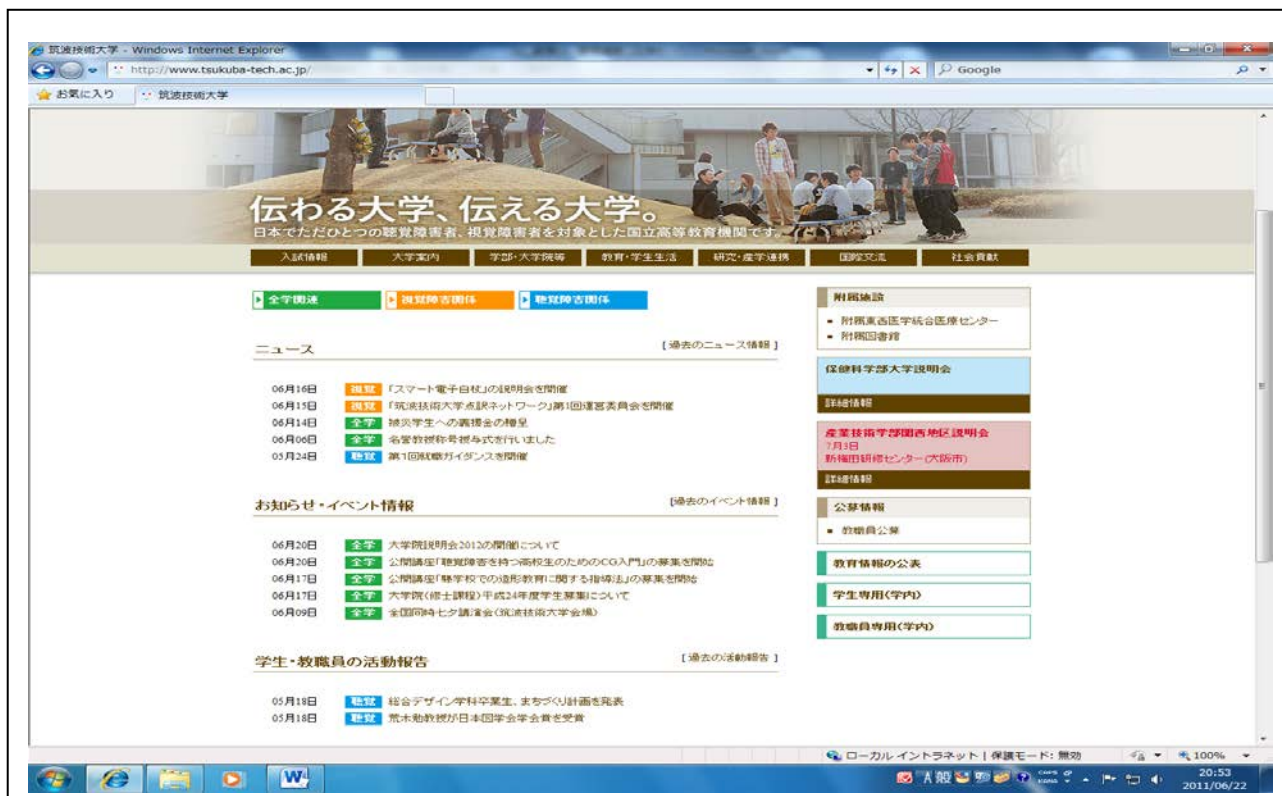 筑波技術大学 - Windows Internet Explorer
http://www.tsukuba-tech.ac.jp/
Google
お気に入り
筑波技術大学
伝わる大学、伝える大学。
日本でただひとつの聴覚障害者、視覚障害者を対象とした国立高等教育機関です。
入試情報 大学案内 学部・大学院等 教育・学生生活 研究・産学連携 国際交流 社会貢献
全学関連 視覚障害関係 聴覚障害関係
ニュース [過去のニュース情報]
06月16日 視覚 「スマート電子白杖」の説明会を開催
06月15日 視覚 「筑波技術大学点訳ネットワーク」第1回運営委員会を開催
06月14日 全学 被災学生への義援金の贈呈
06月06日 全学 名誉教授称号授与式を行いました
05月24日 聴覚 第1回就職ガイダンスを開催
お知らせ・イベント情報 [過去のイベント情報]
06月20日 全学 大学院説明会2012の開催について
06月20日 全学 公開講座「聴覚障害を持つ高校生のためのCG入門」の募集を開始
06月17日 全学 公開講座「聾学校での造形教育に関する指導法」の募集を開始
06月17日 全学 大学院(修士課程)平成24年度学生募集について
06月09日 全学 全国同時七夕講演会(筑波技術大学会場)
学生・教職員の活動報告 [過去の活動報告]
05月18日 聴覚 総合デザイン学科卒業生、まちづくり計画を発表
05月18日 聴覚 荒木勉教授が日本図学会学会賞を受賞
附属施設
附属東西医学統合医療センター
附属図書館
保健科学部大学説明会
詳細情報
産業技術学部関西地区説明会
7月3日
新梅田研修センター(大阪市)
詳細情報
公募情報
教職員公募
教育情報の公表
学生専用(学内)
教職員専用(学内)
ローカル イントラネット | 保護モード: 無効
100%
A 般
CAPS
KANA
20:53
2011/06/22